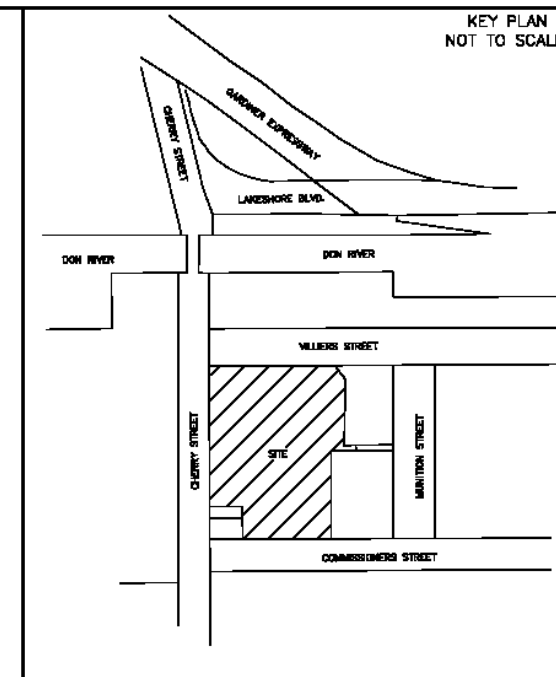 KEY PLAN
NOT TO SCALE
GARDINER EXPRESSWAY
CHERRY STREET
LAKESHORE BLVD.
DON RIVER
DON RIVER
VILLIERS STREET
CHERRY STREET
SITE
MUNITION STREET
COMMISSIONERS STREET